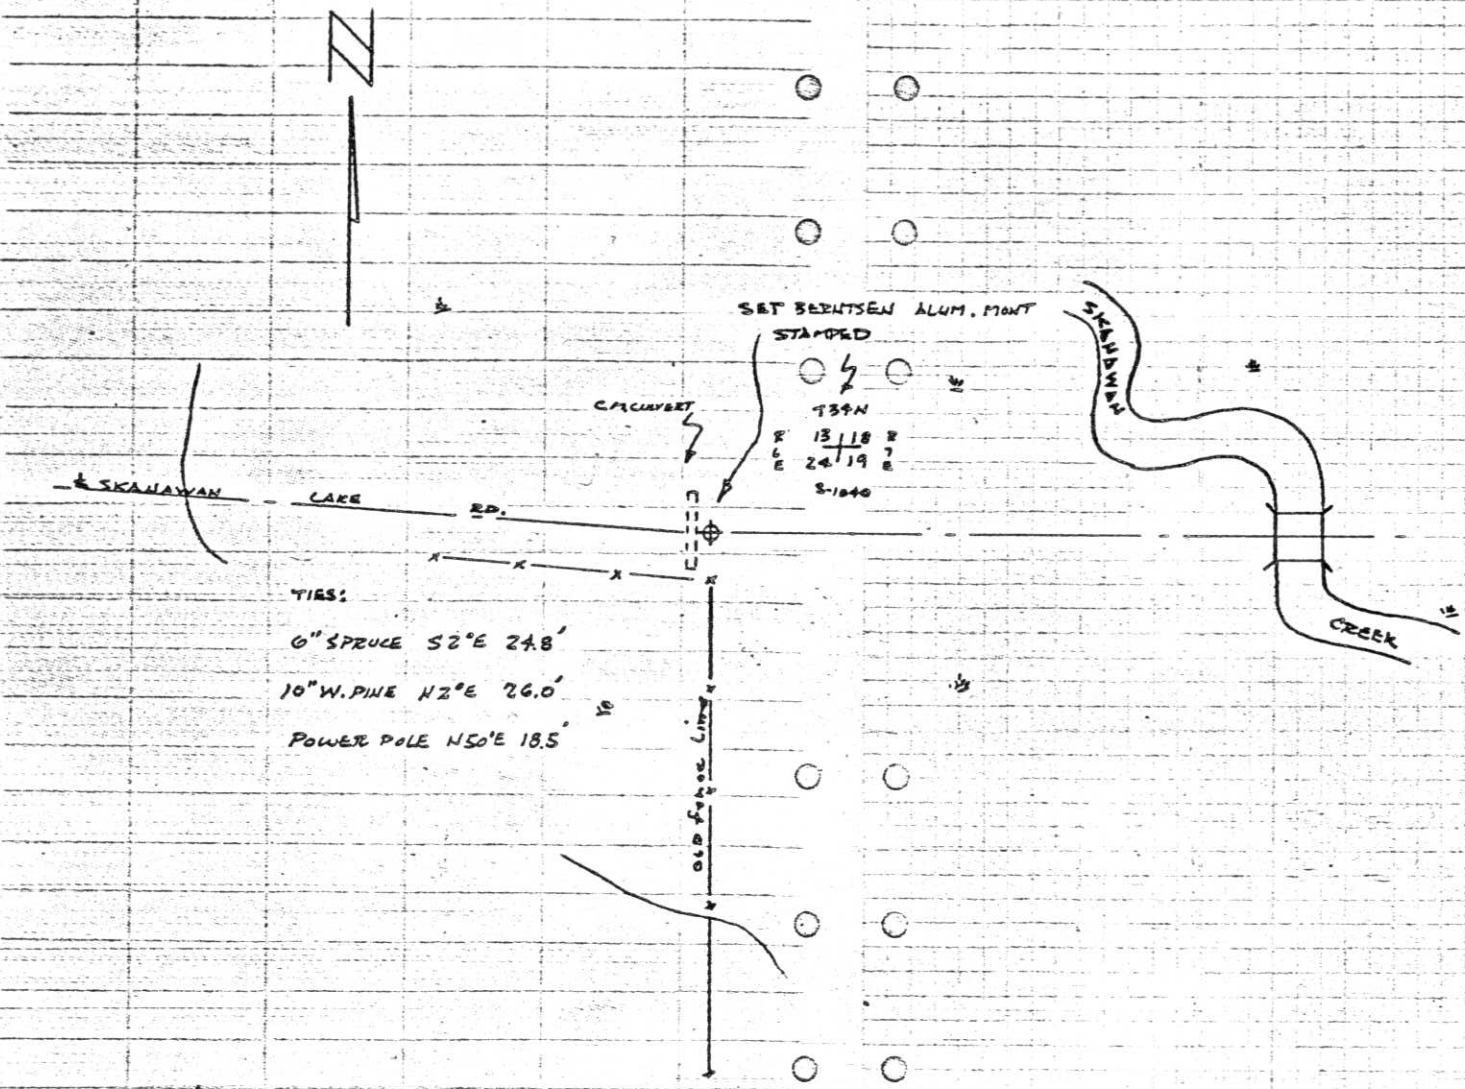 N
SET BERNTSEN ALUM. MONT
STAMPED
SKANAWAN
C.M.CULVERT
T34N
R 13 | 18 R
6 7
E 24 | 19 E
S-1040
℄ SKANAWAN LAKE RD.
TIES:
6" SPRUCE S2°E 24.8'
10" W. PINE N2°E 26.0'
POWER POLE N50°E 18.5'
CREEK
OLD FENCE LINE